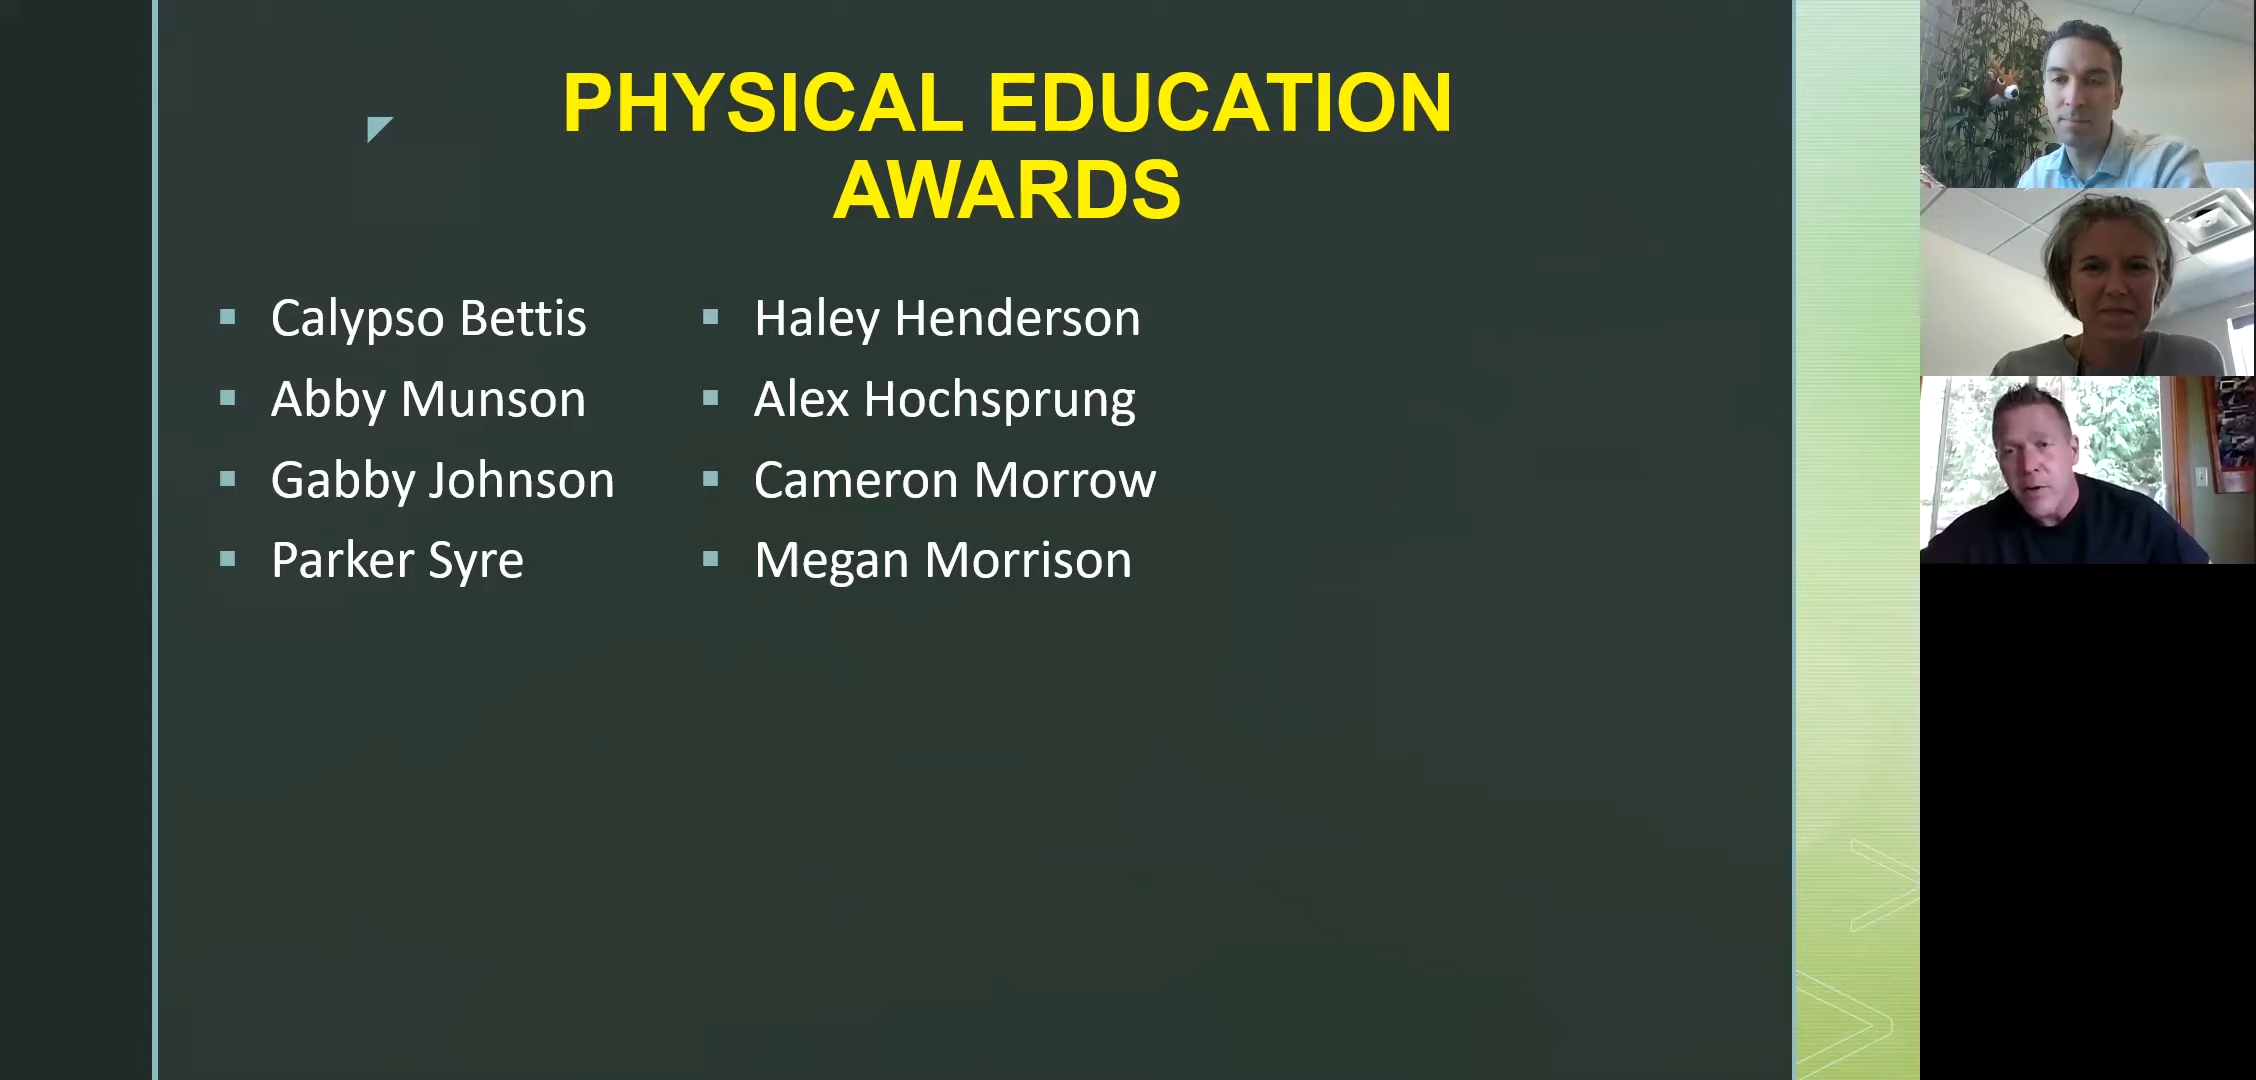 PHYSICAL EDUCATION
AWARDS
Calypso Bettis
Abby Munson
Gabby Johnson
Parker Syre
Haley Henderson
Alex Hochsprung
Cameron Morrow
Megan Morrison